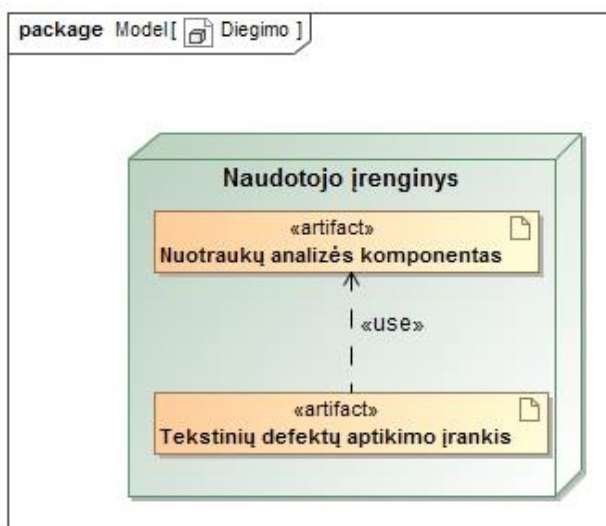 package Model[ Diegimo ]
Naudotojo įrenginys
«artifact»
Nuotraukų analizės komponentas
«use»
«artifact»
Tekstinių defektų aptikimo įrankis